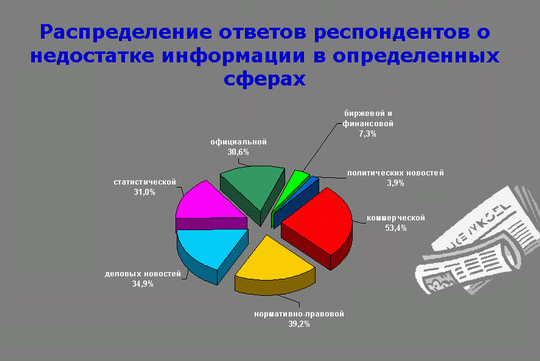 Распределение ответов респондентов о
недостатке информации в определенных
сферах
биржевой и
финансовой
7,3%
официальной
30,6%
политических новостей
3,9%
статистической
31,0%
коммерческой
53,4%
деловых новостей
34,9%
нормативно-правовой
39,2%